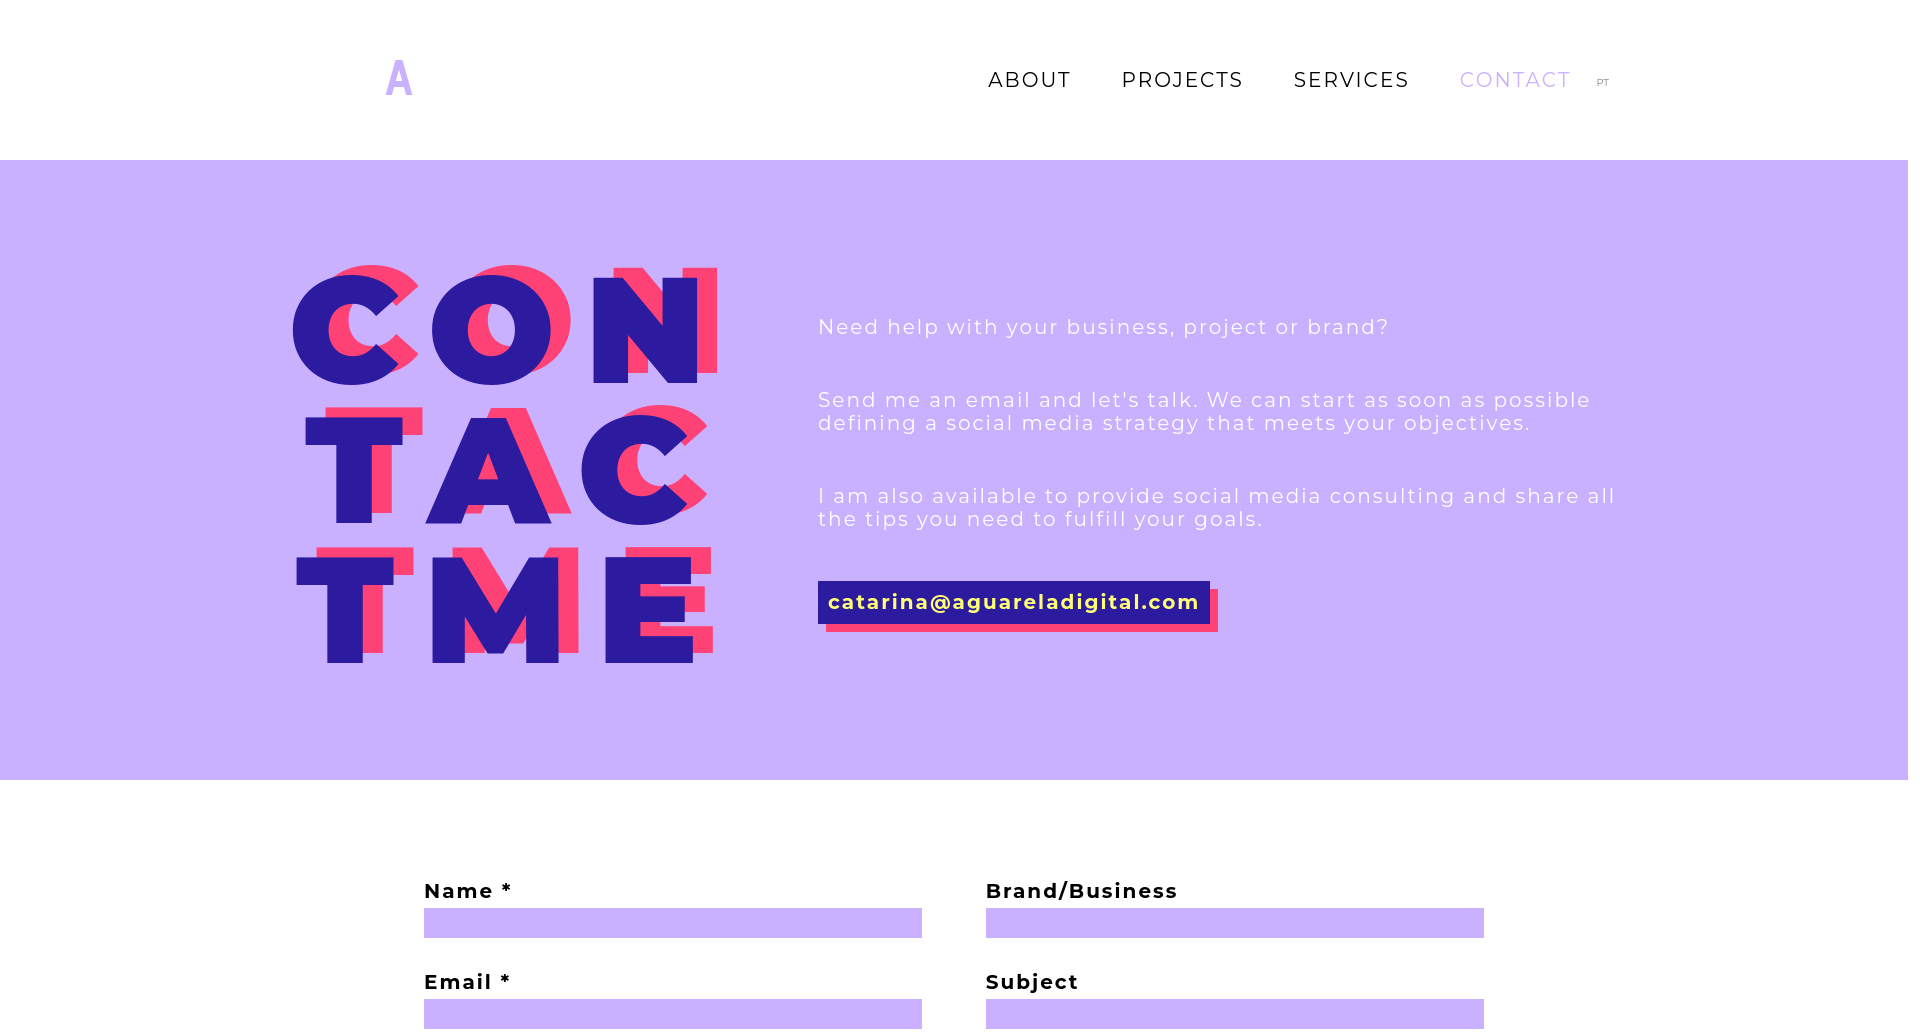 A
ABOUT PROJECTS SERVICES CONTACT PT
CON
TAC
TME
Need help with your business, project or brand?
Send me an email and let's talk. We can start as soon as possible
defining a social media strategy that meets your objectives.
I am also available to provide social media consulting and share all
the tips you need to fulfill your goals.
catarina@aguareladigital.com
Name *
Brand/Business
Email *
Subject